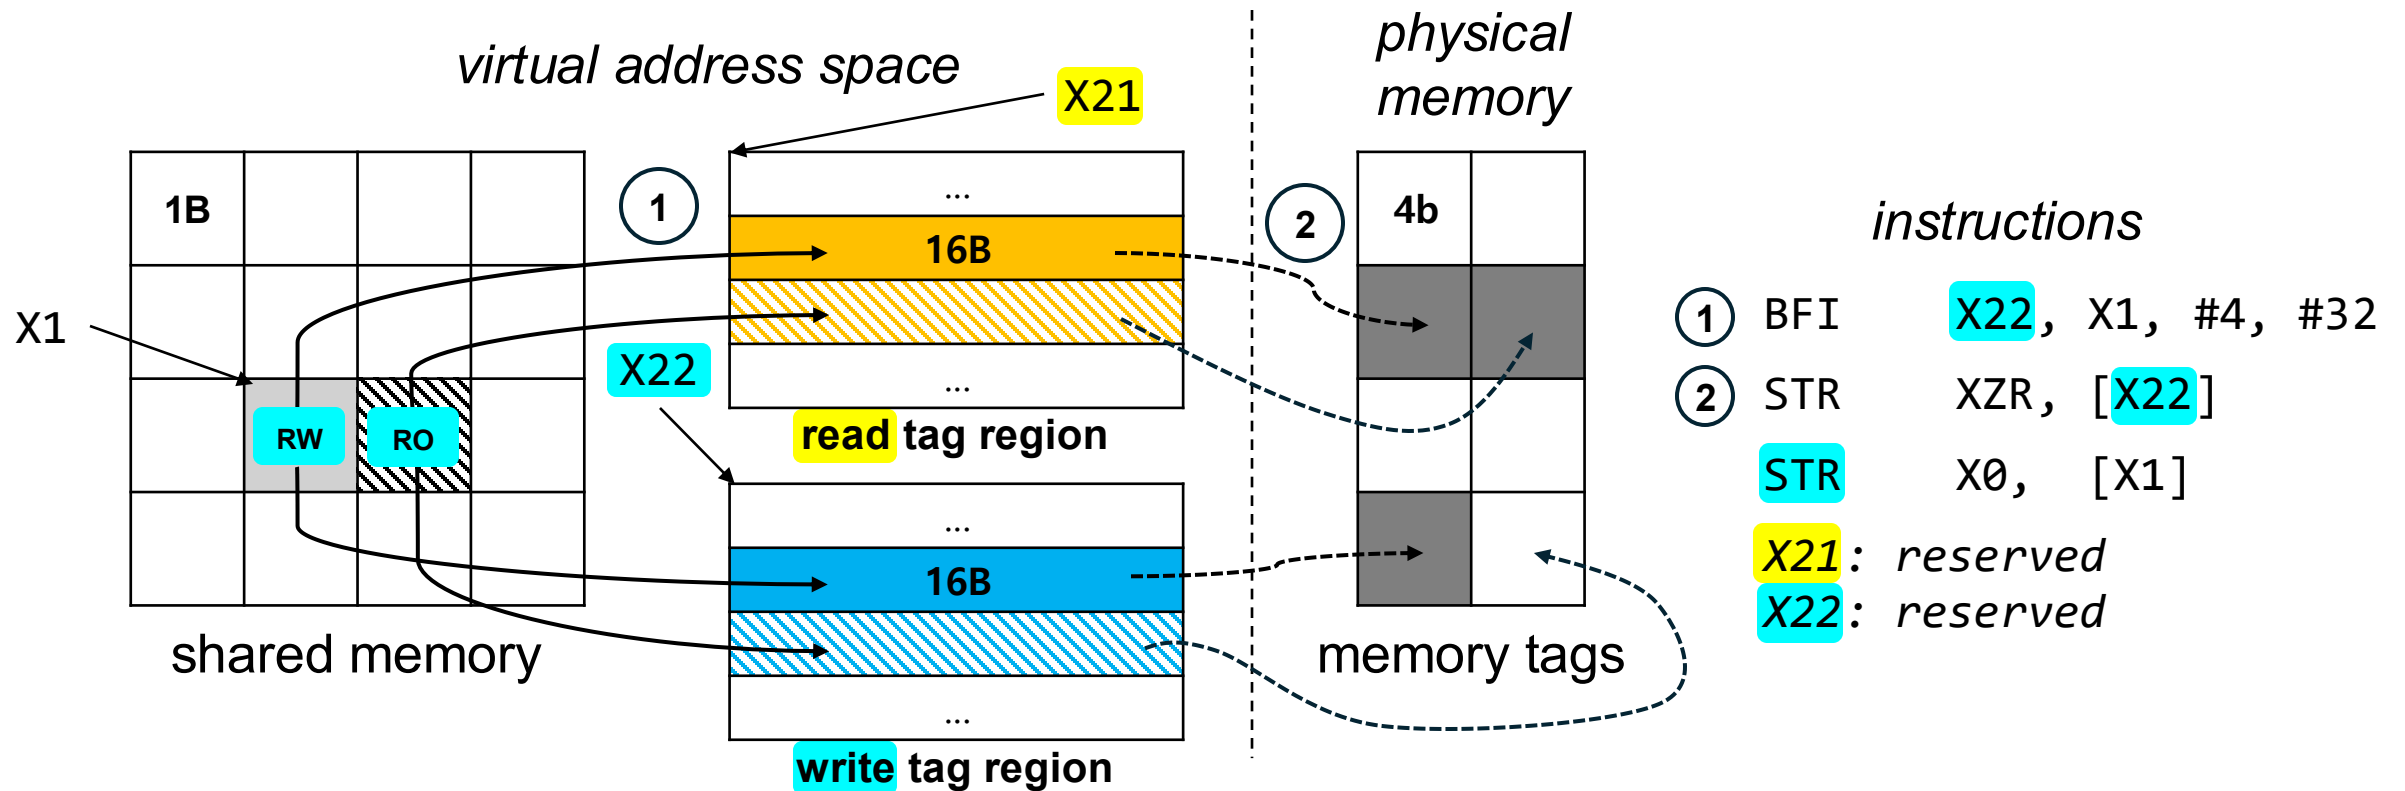 virtual address space
physical
memory
X21
1B
1
...
16B
...
2
4b
instructions
X1
X22
read tag region
RW
RO
...
16B
...
write tag region
shared memory
memory tags
1 BFI X22, X1, #4, #32
2 STR XZR, [X22]
STR X0, [X1]
X21: reserved
X22: reserved